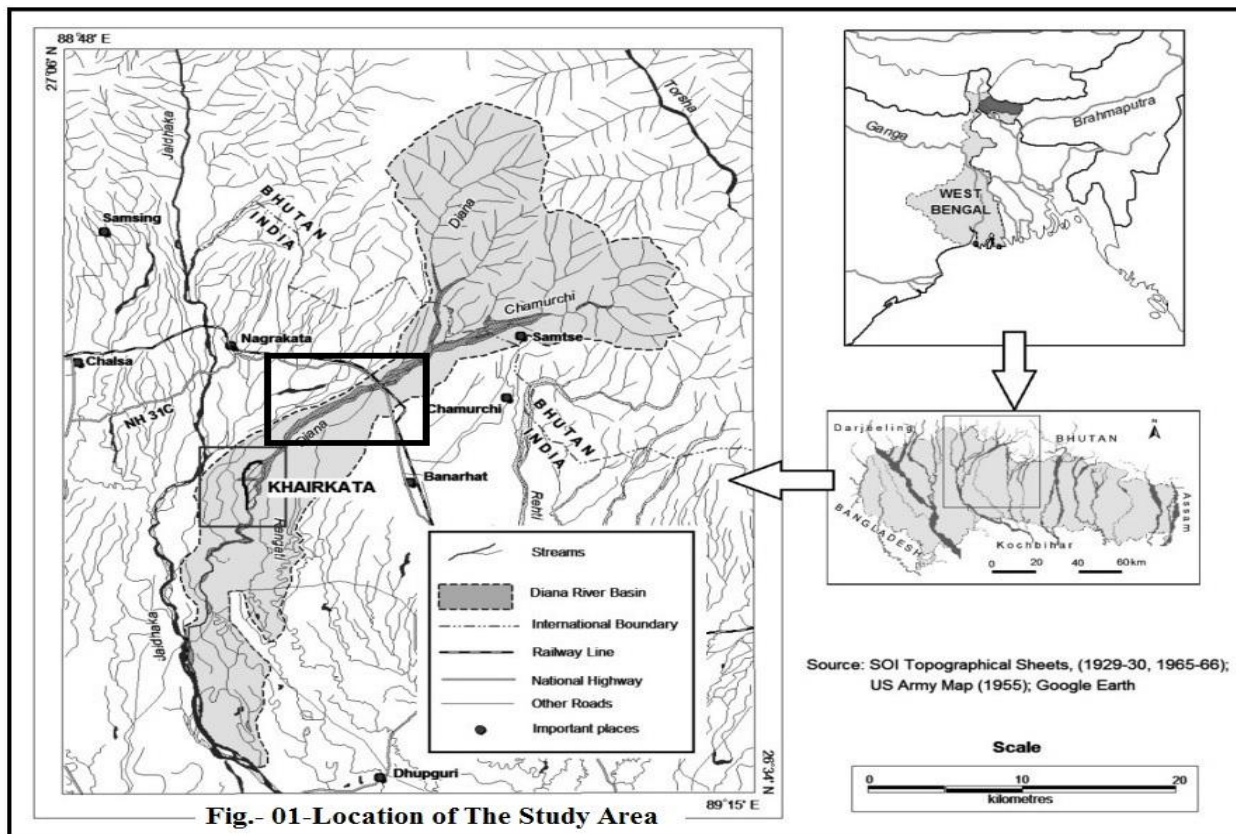 88°48' E
27°06' N
Jaldhaka
Torsha
BHUTAN
INDIA
Samsing
Diana
Chamurchi
Samtse
Nagrakata
Chalsa
NH 31C
Chamurchi
Diana
BHUTAN
INDIA
KHAIRKATA
Banarhat
Rehti
Rengati
Jaldhaka
Streams
Diana River Basin
International Boundary
Railway Line
National Highway
Other Roads
Important places
Dhupguri
26°34' N
89°15' E
Fig.- 01-Location of The Study Area
Ganga
Brahmaputra
WEST
BENGAL
Darjeeling
BHUTAN
N
Assam
BANGLADESH
Kochbihar
0 20 40 60km
Source: SOI Topographical Sheets, (1929-30, 1965-66);
US Army Map (1955); Google Earth
Scale
0 10 20
kilometres